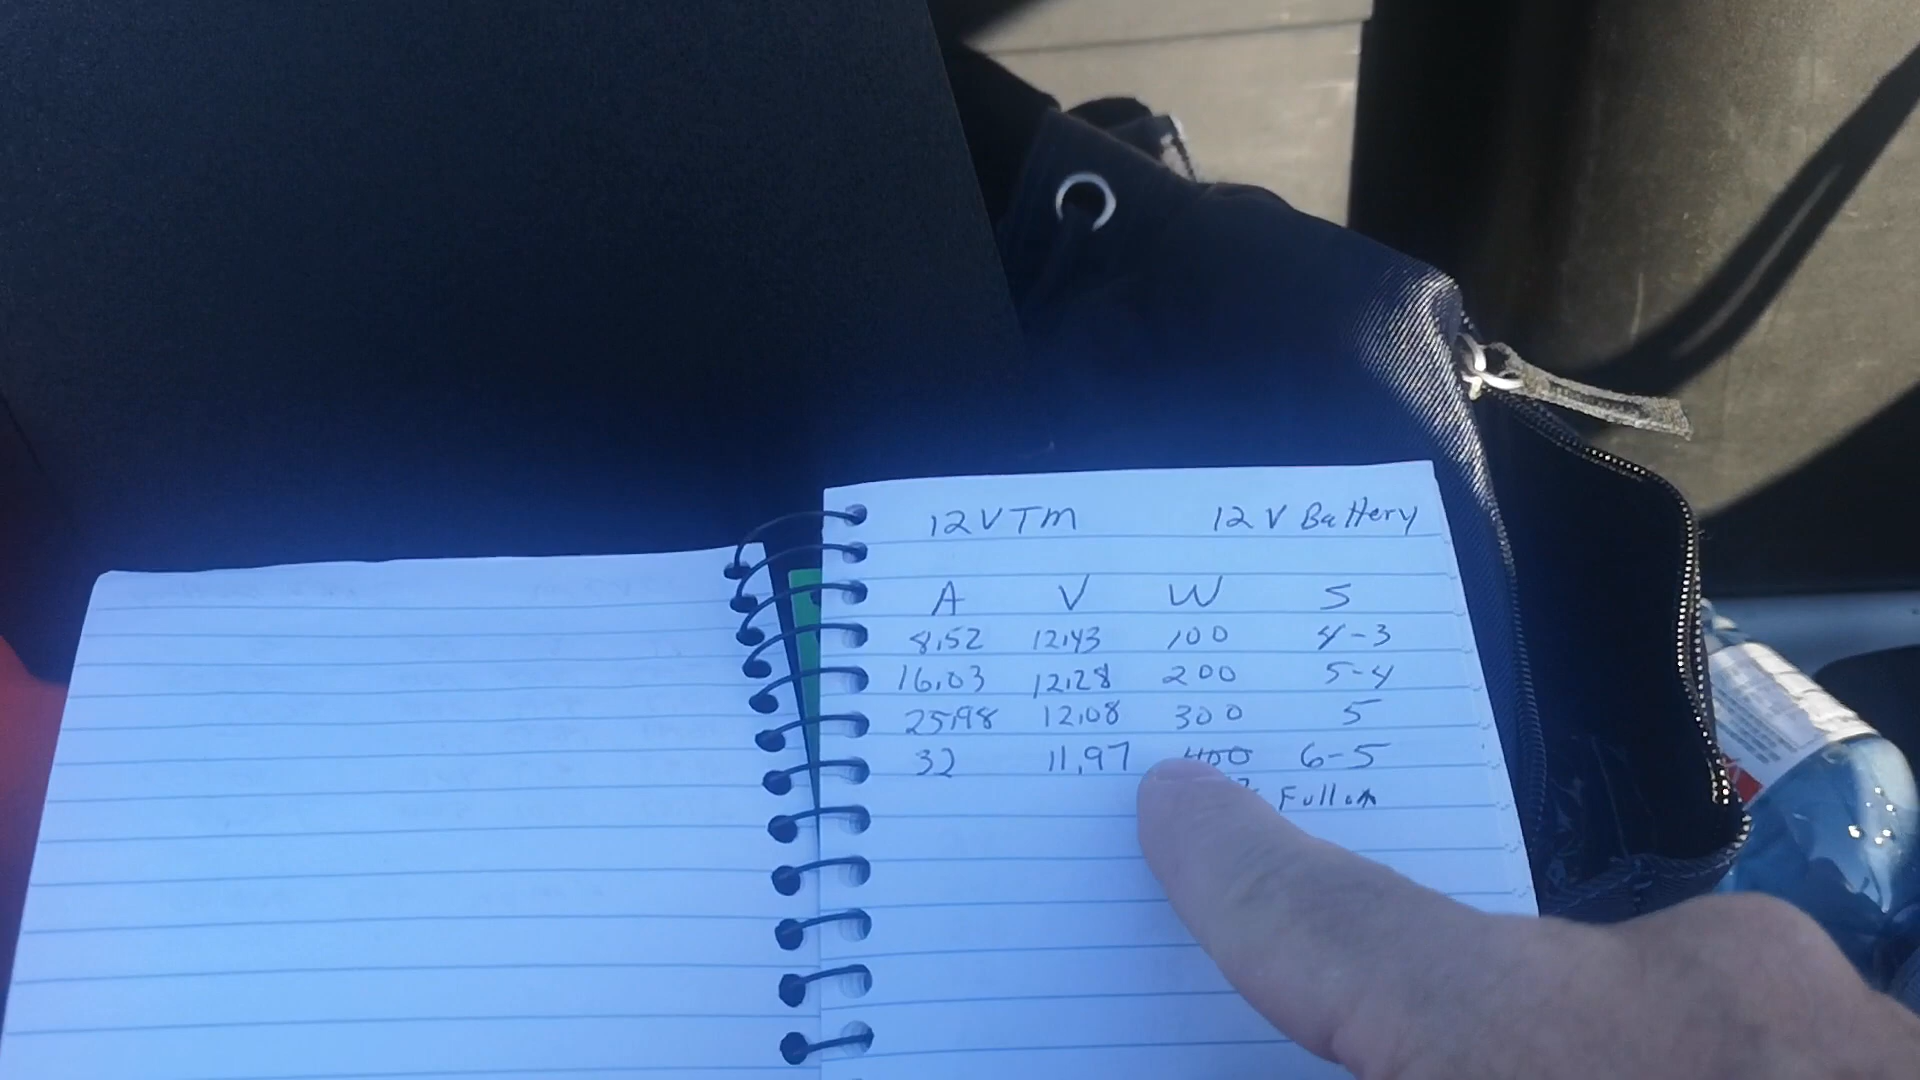 12VTM 12V Battery
A V W S
8.52 12.43 100 4-3
16.03 12.28 200 5-4
25.98 12.08 300 5
32 11.97 400 6-5
Full on